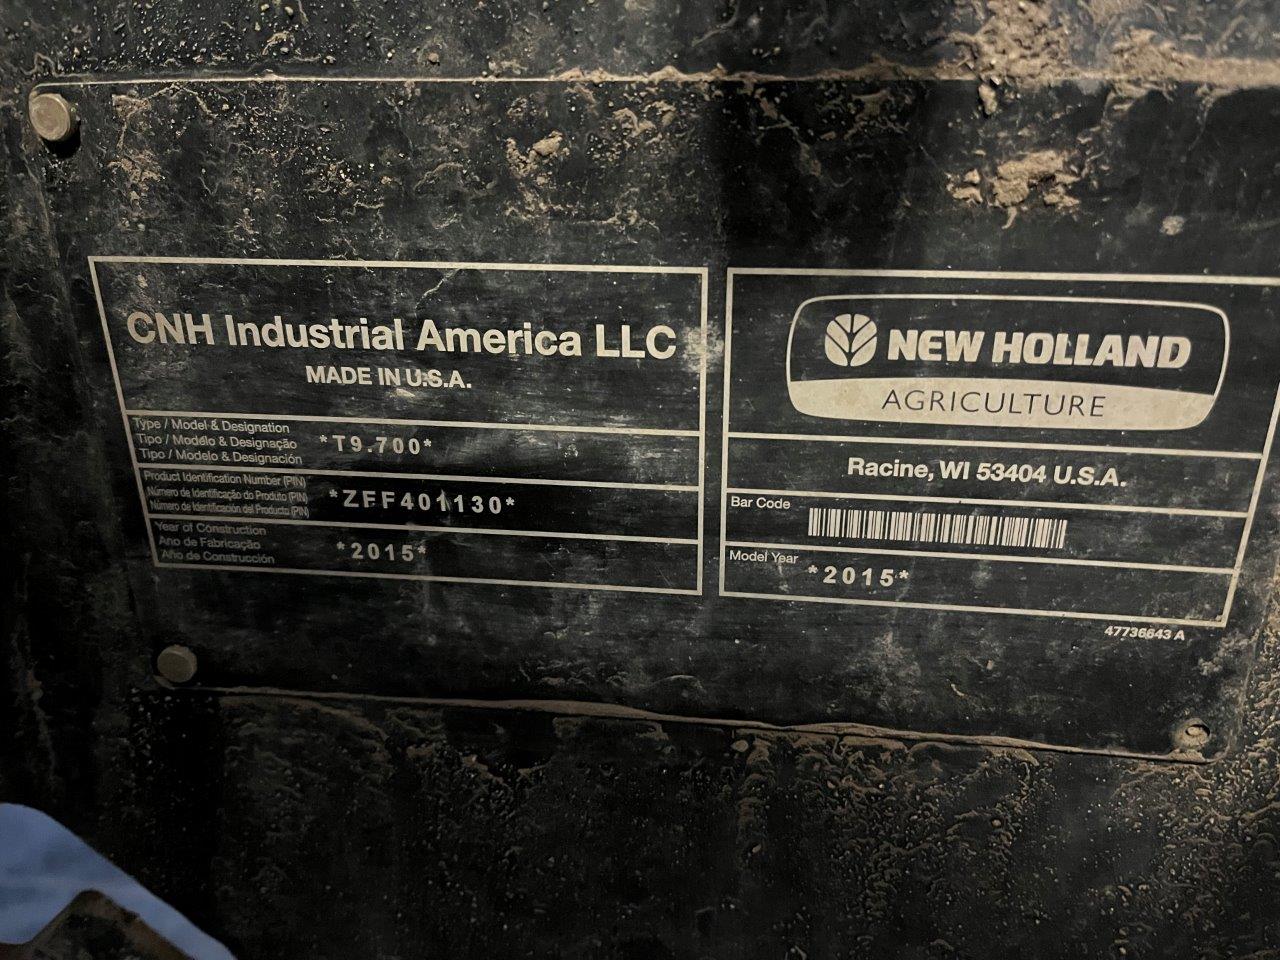 CNH Industrial America LLC
MADE IN U.S.A.
Type / Model & Designation
Tipo / Modélo & Designação
Tipo / Modelo & Designación
*T9.700*
Product Identification Number (PIN)
Número de Identificação do Produto (PIN)
Número de Identificación del Producto (PIN)
*ZFF401130*
Year of Construction
Ano de Fabricação
Año de Construcción
*2015*
NEW HOLLAND
AGRICULTURE
Racine, WI 53404 U.S.A.
Bar Code
Model Year
*2015*
47736643 A